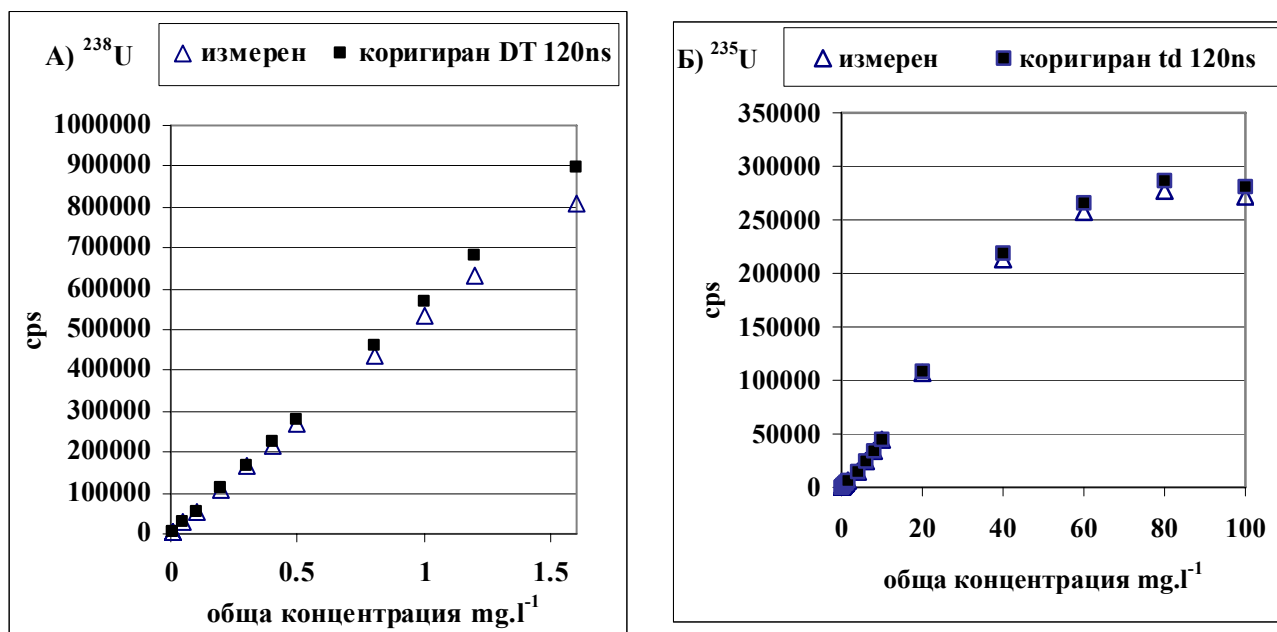 А) ²³⁸U
△ измерен ■ коригиран DT 120ns
cps
1000000
900000
800000
700000
600000
500000
400000
300000
200000
100000
0
0 0.5 1 1.5
обща концентрация mg.l⁻¹
Б) ²³⁵U
△ измерен ■ коригиран td 120ns
cps
350000
300000
250000
200000
150000
100000
50000
0
0 20 40 60 80 100
обща концентрация mg.l⁻¹